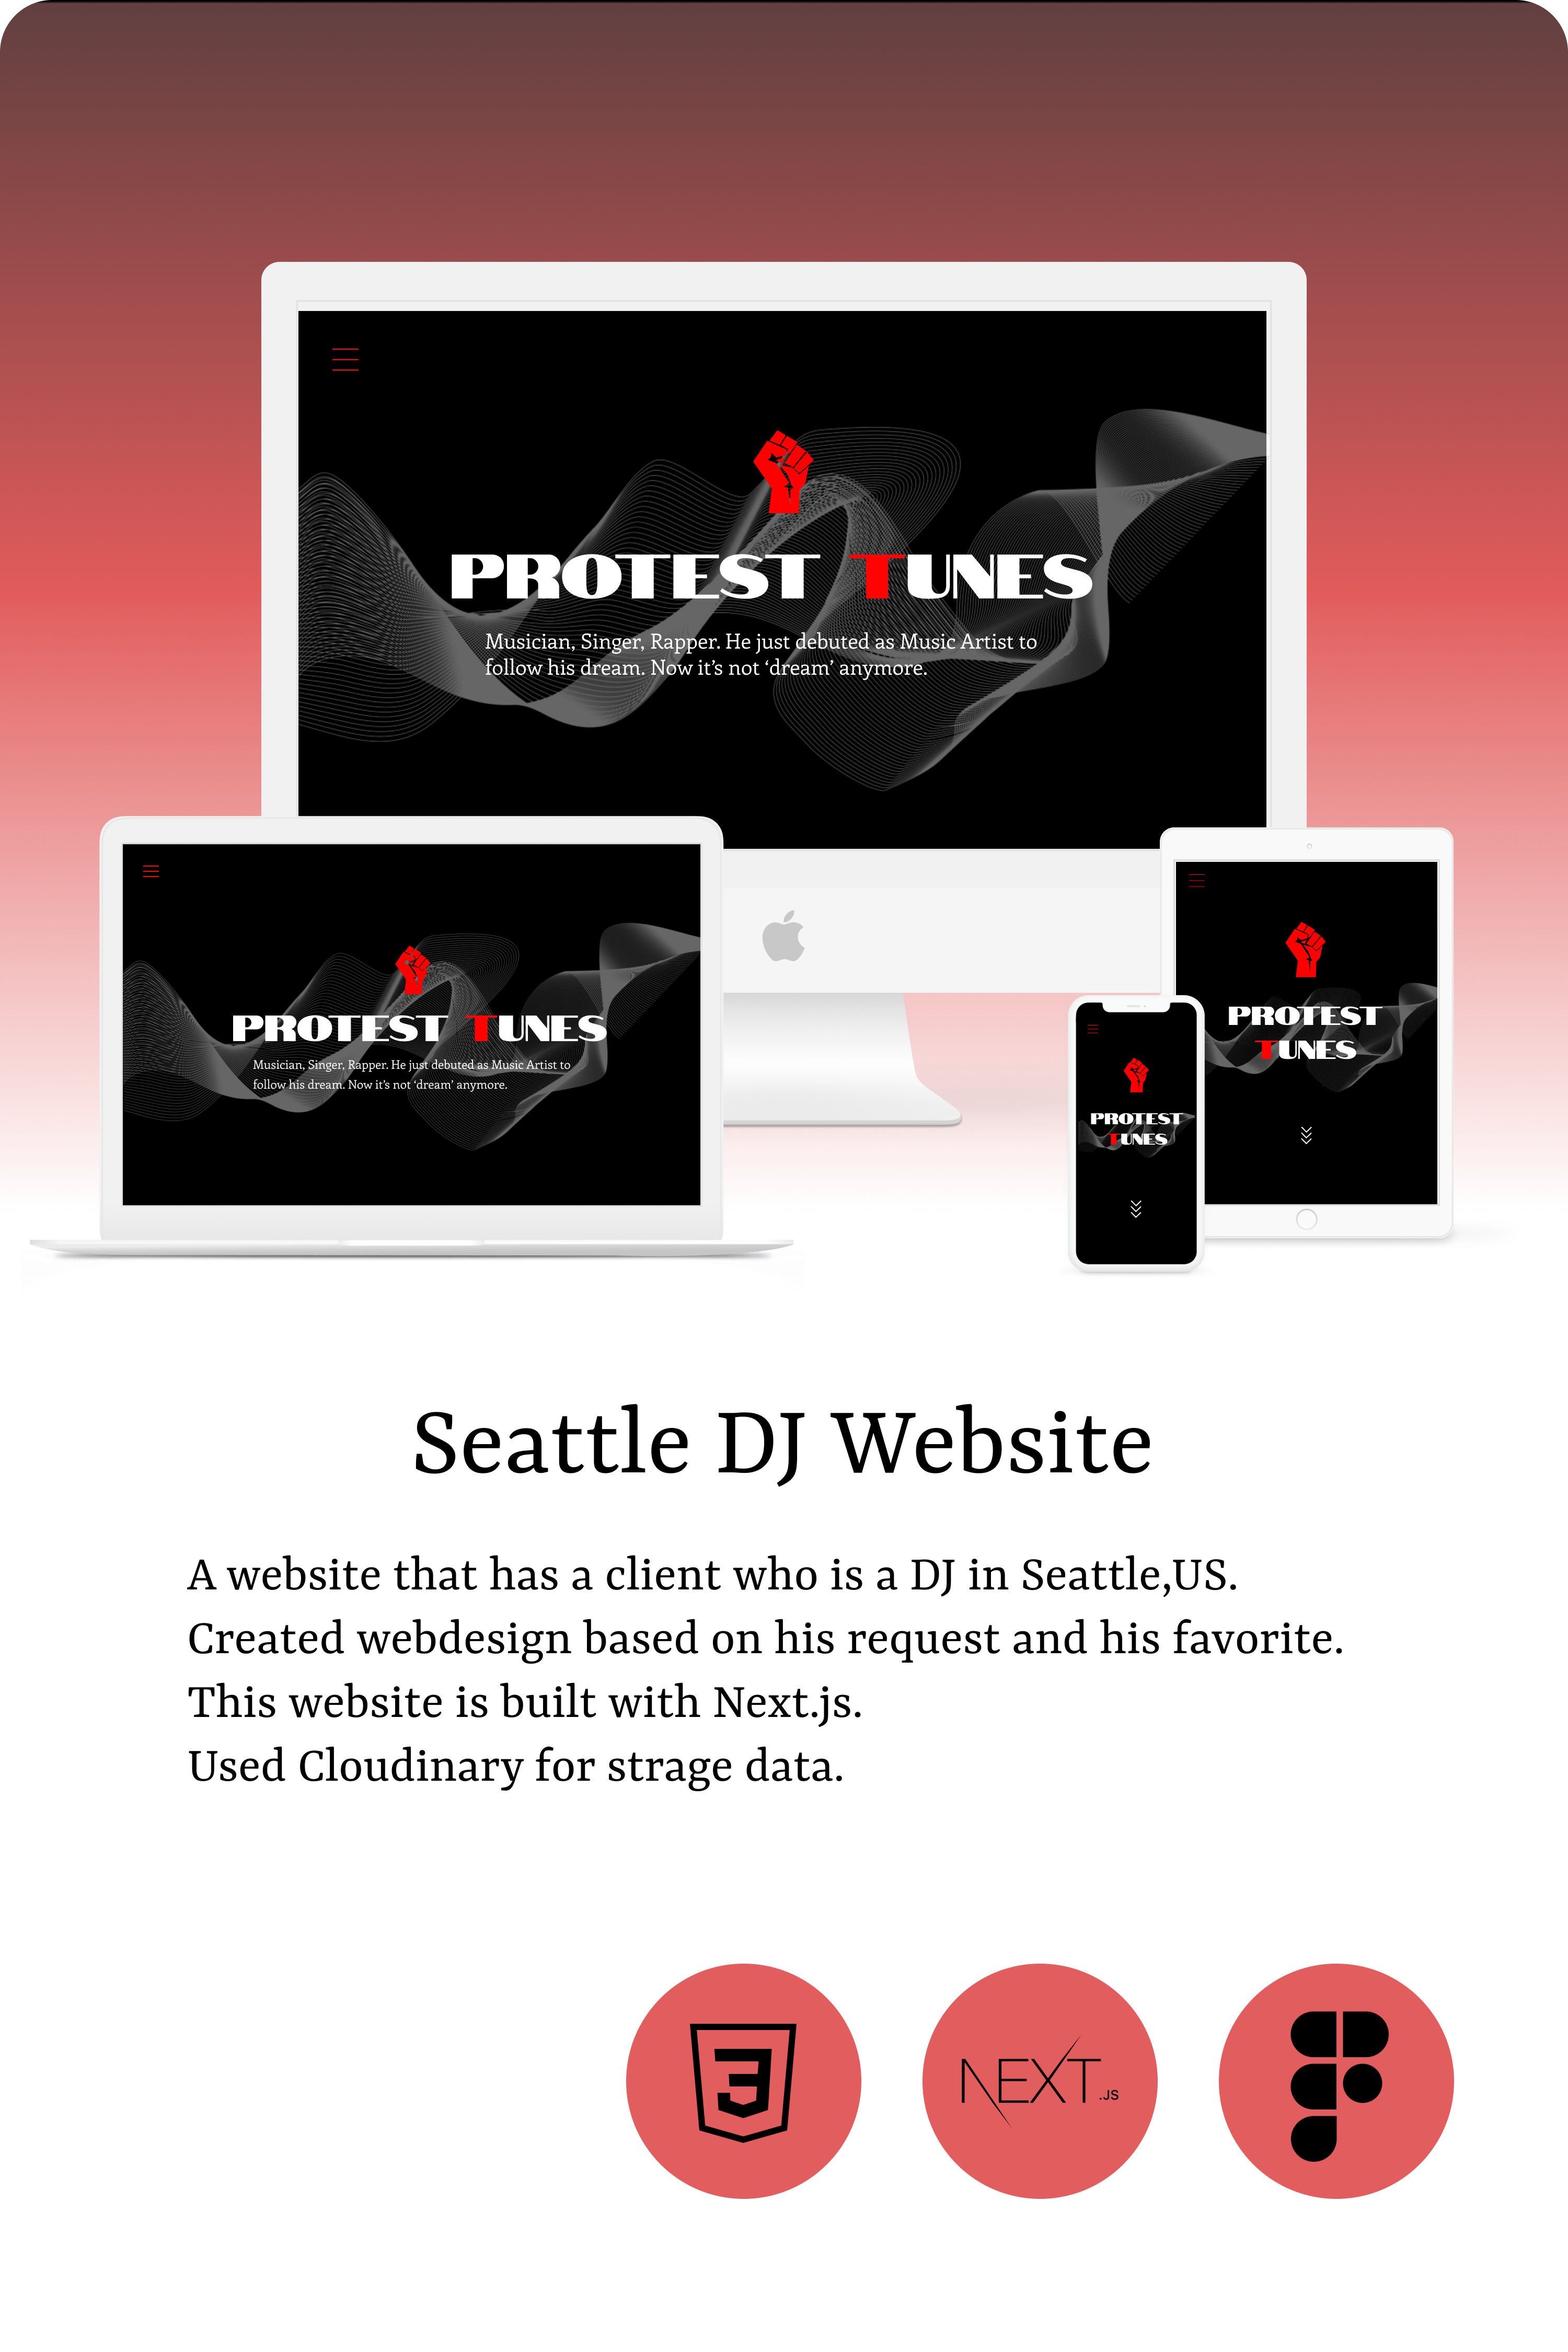 PROTEST TUNES
Musician, Singer, Rapper. He just debuted as Music Artist to
follow his dream. Now it’s not ‘dream’ anymore.
PROTEST TUNES
Musician, Singer, Rapper. He just debuted as Music Artist to
follow his dream. Now it’s not ‘dream’ anymore.
PROTEST
TUNES
PROTEST
TUNES
Seattle DJ Website
A website that has a client who is a DJ in Seattle,US.
Created webdesign based on his request and his favorite.
This website is built with Next.js.
Used Cloudinary for strage data.
3
NEXT.JS